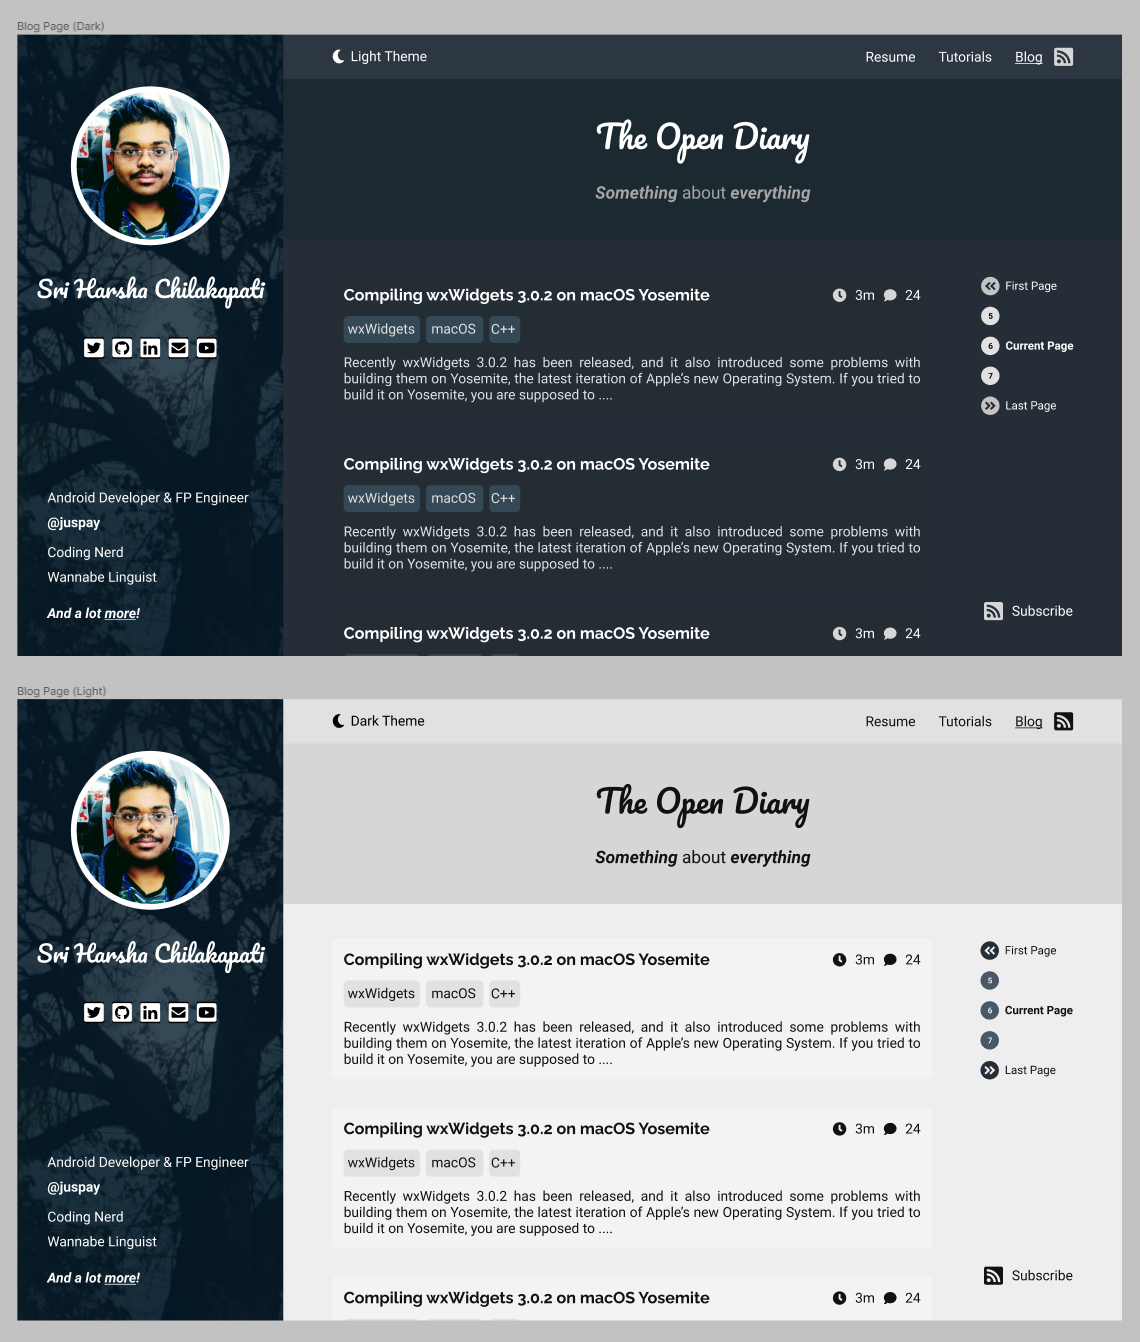 Blog Page (Dark)
Light Theme
Resume Tutorials Blog
The Open Diary
Something about everything
Sri Harsha Chilakapati
Android Developer & FP Engineer
@juspay
Coding Nerd
Wannabe Linguist
And a lot more!
Compiling wxWidgets 3.0.2 on macOS Yosemite 3m 24
wxWidgets macOS C++
Recently wxWidgets 3.0.2 has been released, and it also introduced some problems with
building them on Yosemite, the latest iteration of Apple's new Operating System. If you tried to
build it on Yosemite, you are supposed to ....
Compiling wxWidgets 3.0.2 on macOS Yosemite 3m 24
wxWidgets macOS C++
Recently wxWidgets 3.0.2 has been released, and it also introduced some problems with
building them on Yosemite, the latest iteration of Apple's new Operating System. If you tried to
build it on Yosemite, you are supposed to ....
Compiling wxWidgets 3.0.2 on macOS Yosemite 3m 24
First Page
5
6 Current Page
7
Last Page
Subscribe
Blog Page (Light)
Dark Theme
Resume Tutorials Blog
The Open Diary
Something about everything
Sri Harsha Chilakapati
Android Developer & FP Engineer
@juspay
Coding Nerd
Wannabe Linguist
And a lot more!
Compiling wxWidgets 3.0.2 on macOS Yosemite 3m 24
wxWidgets macOS C++
Recently wxWidgets 3.0.2 has been released, and it also introduced some problems with
building them on Yosemite, the latest iteration of Apple's new Operating System. If you tried to
build it on Yosemite, you are supposed to ....
Compiling wxWidgets 3.0.2 on macOS Yosemite 3m 24
wxWidgets macOS C++
Recently wxWidgets 3.0.2 has been released, and it also introduced some problems with
building them on Yosemite, the latest iteration of Apple's new Operating System. If you tried to
build it on Yosemite, you are supposed to ....
Compiling wxWidgets 3.0.2 on macOS Yosemite 3m 24
First Page
5
6 Current Page
7
Last Page
Subscribe